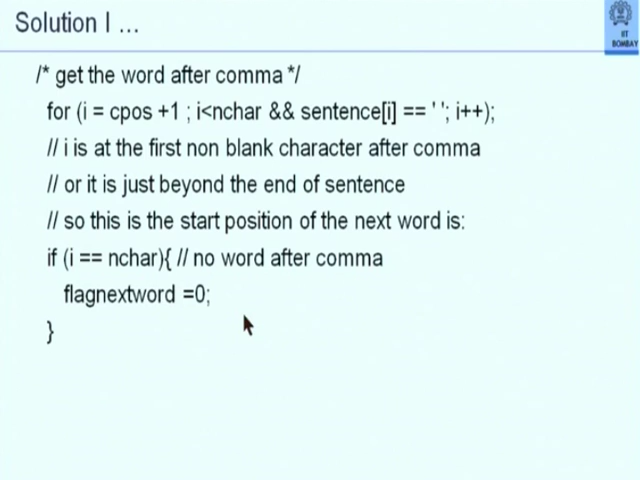 Solution I ...
IIT
BOMBAY
/* get the word after comma */
for (i = cpos +1 ; i<nchar && sentence[i] == ' '; i++);
// i is at the first non blank character after comma
// or it is just beyond the end of sentence
// so this is the start position of the next word is:
if (i == nchar){ // no word after comma
flagnextword =0;
}